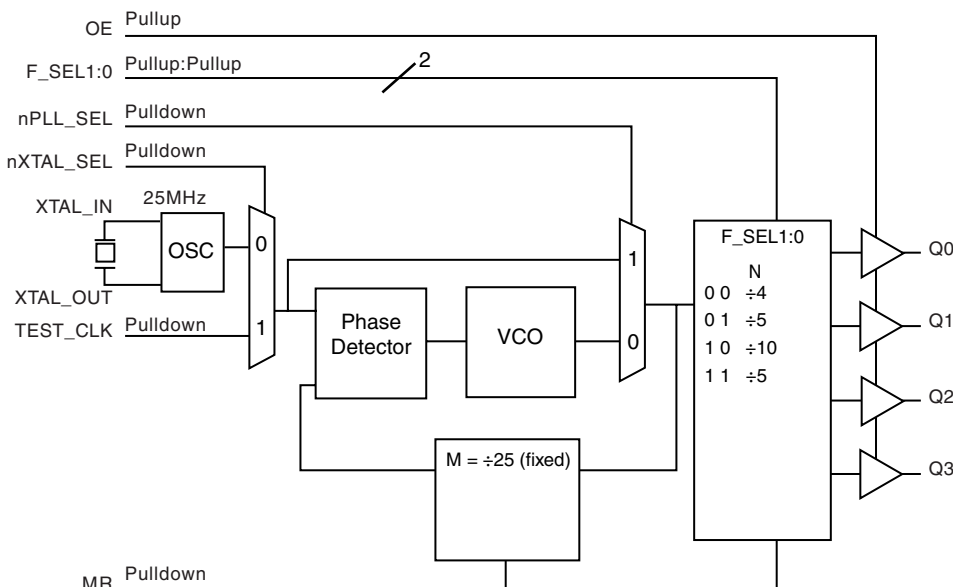 OE Pullup
F_SEL1:0 Pullup:Pullup 2
nPLL_SEL Pulldown
nXTAL_SEL Pulldown
XTAL_IN 25MHz
OSC 0
XTAL_OUT
TEST_CLK Pulldown 1
Phase
Detector
VCO
1
0
F_SEL1:0
N
0 0 ÷4
0 1 ÷5
1 0 ÷10
1 1 ÷5
Q0
Q1
Q2
Q3
M = ÷25 (fixed)
MR Pulldown